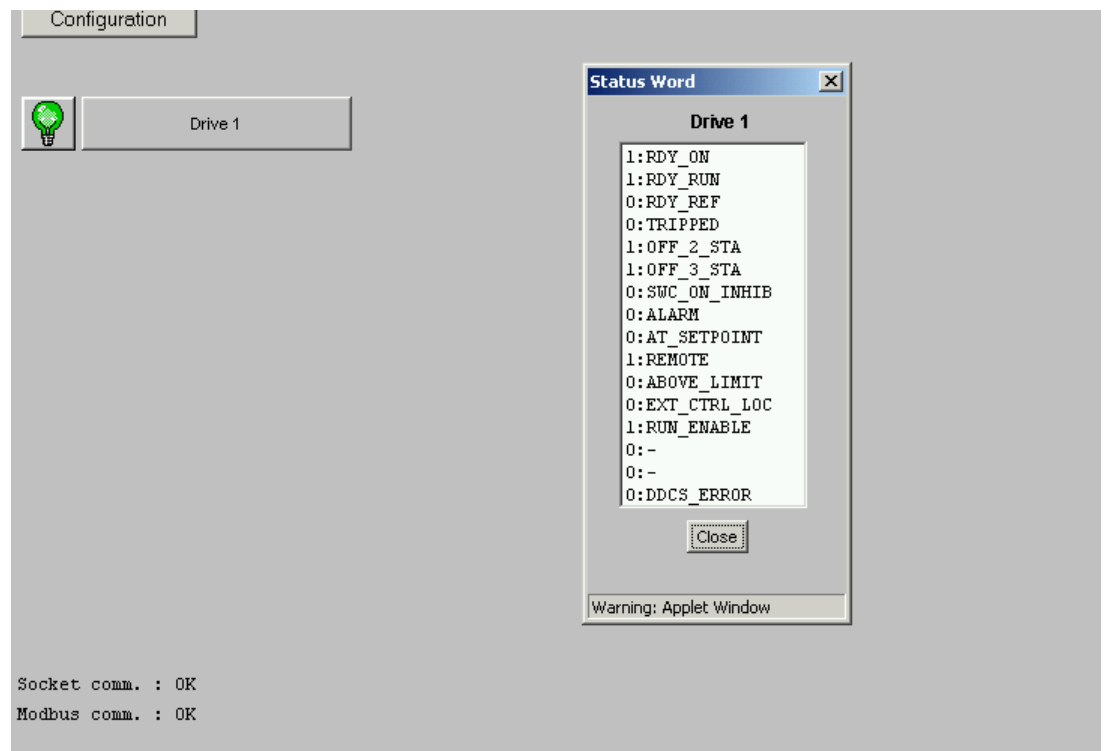 Configuration
Drive 1
Status Word
Drive 1
1:RDY_ON
1:RDY_RUN
0:RDY_REF
0:TRIPPED
1:OFF_2_STA
1:OFF_3_STA
0:SWC_ON_INHIB
0:ALARM
0:AT_SETPOINT
1:REMOTE
0:ABOVE_LIMIT
0:EXT_CTRL_LOC
1:RUN_ENABLE
0:-
0:-
0:DDCS_ERROR
Close
Warning: Applet Window
Socket comm. : OK
Modbus comm. : OK